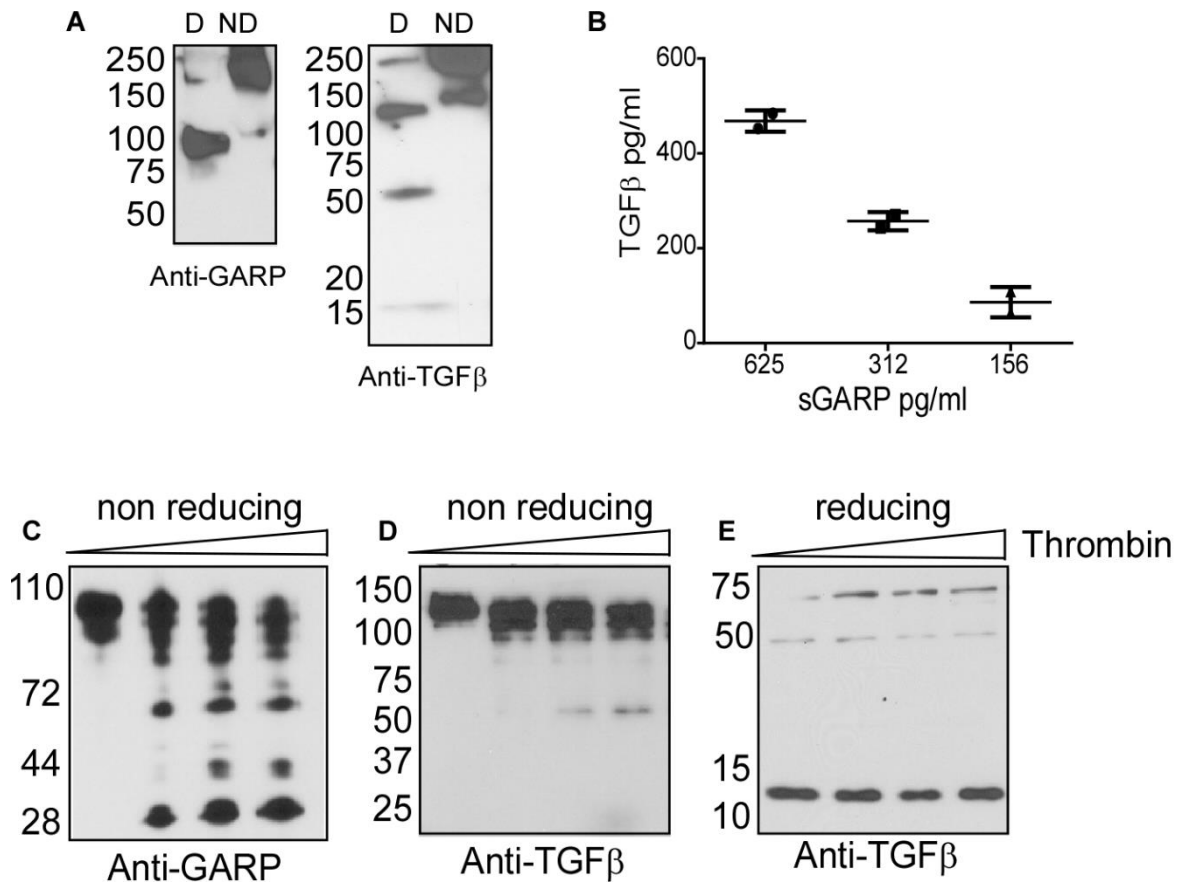 A
D ND
250
150
100
75
50
Anti-GARP
D ND
250
150
100
75
50
20
15
Anti-TGFβ
B
TGFβ pg/ml
600
400
200
0
625 312 156
sGARP pg/ml
C
non reducing
110
72
44
28
Anti-GARP
D
non reducing
150
100
75
50
37
25
Anti-TGFβ
E
reducing
Thrombin
75
50
15
10
Anti-TGFβ